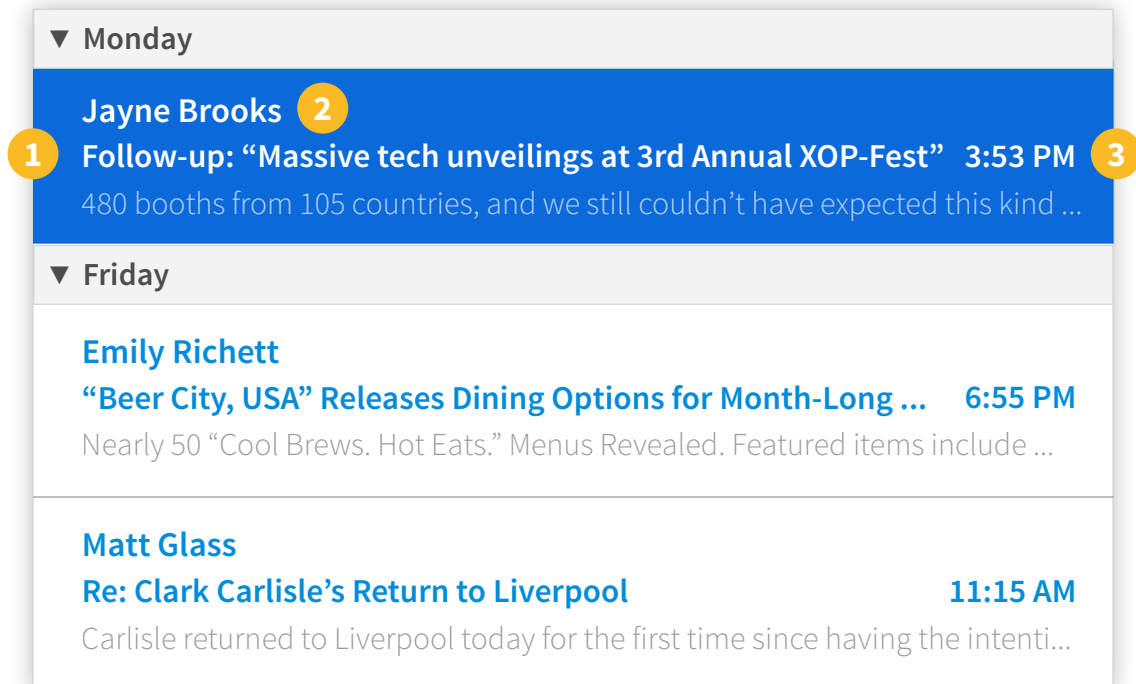 ▼ Monday
Jayne Brooks 2
1 Follow-up: “Massive tech unveilings at 3rd Annual XOP-Fest” 3:53 PM 3
480 booths from 105 countries, and we still couldn’t have expected this kind ...
▼ Friday
Emily Richett
“Beer City, USA” Releases Dining Options for Month-Long ... 6:55 PM
Nearly 50 “Cool Brews. Hot Eats.” Menus Revealed. Featured items include ...
Matt Glass
Re: Clark Carlisle’s Return to Liverpool 11:15 AM
Carlisle returned to Liverpool today for the first time since having the intenti...